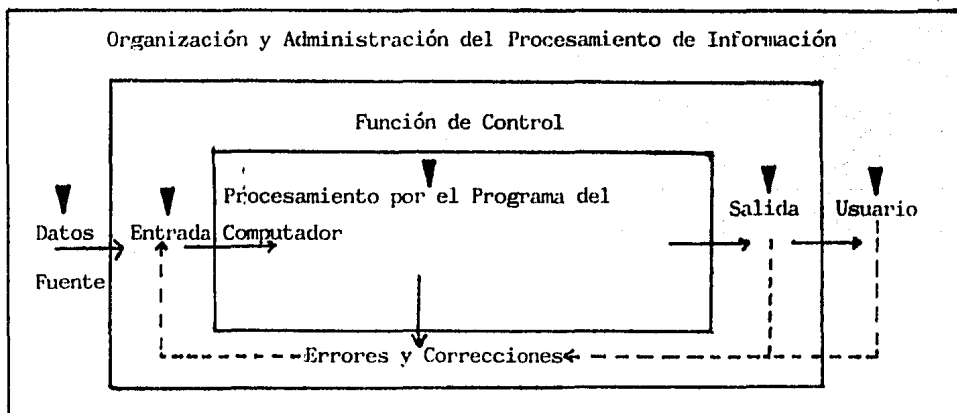 Organización y Administración del Procesamiento de Información
Función de Control
Procesamiento por el Programa del
Computador
Datos
Fuente
Entrada
Salida
Usuario
Errores y Correcciones